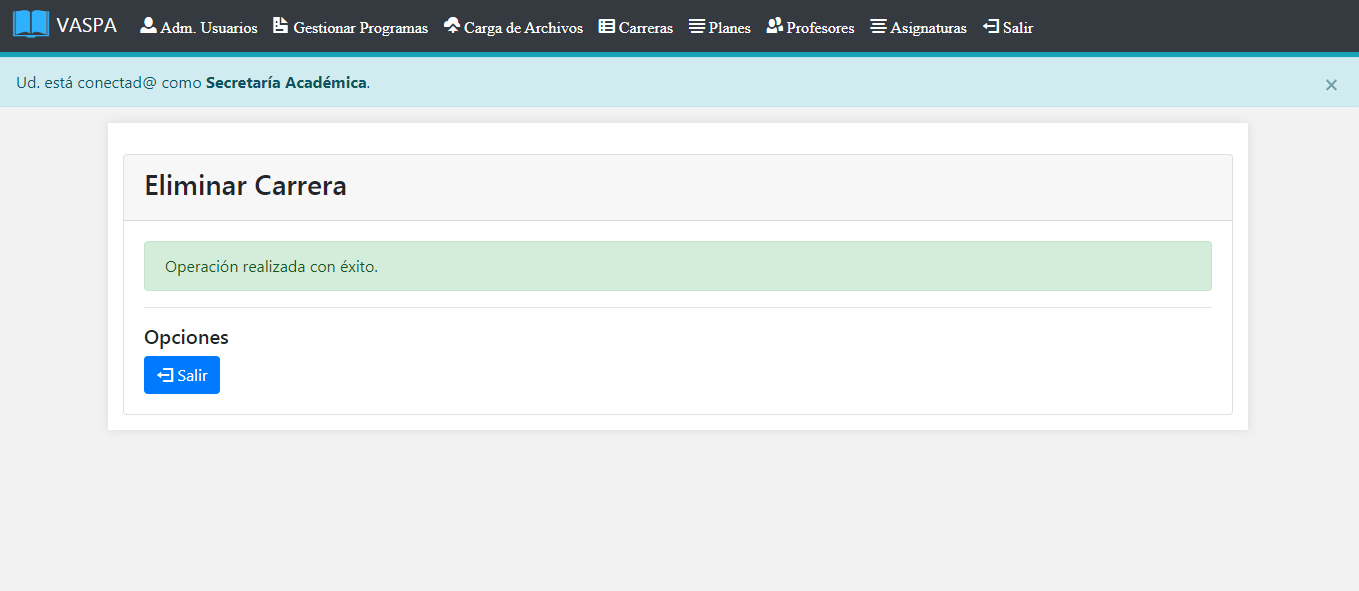 VASPA Adm. Usuarios Gestionar Programas Carga de Archivos Carreras Planes Profesores Asignaturas Salir
Ud. está conectad@ como Secretaría Académica.
×
Eliminar Carrera
Operación realizada con éxito.
Opciones
Salir